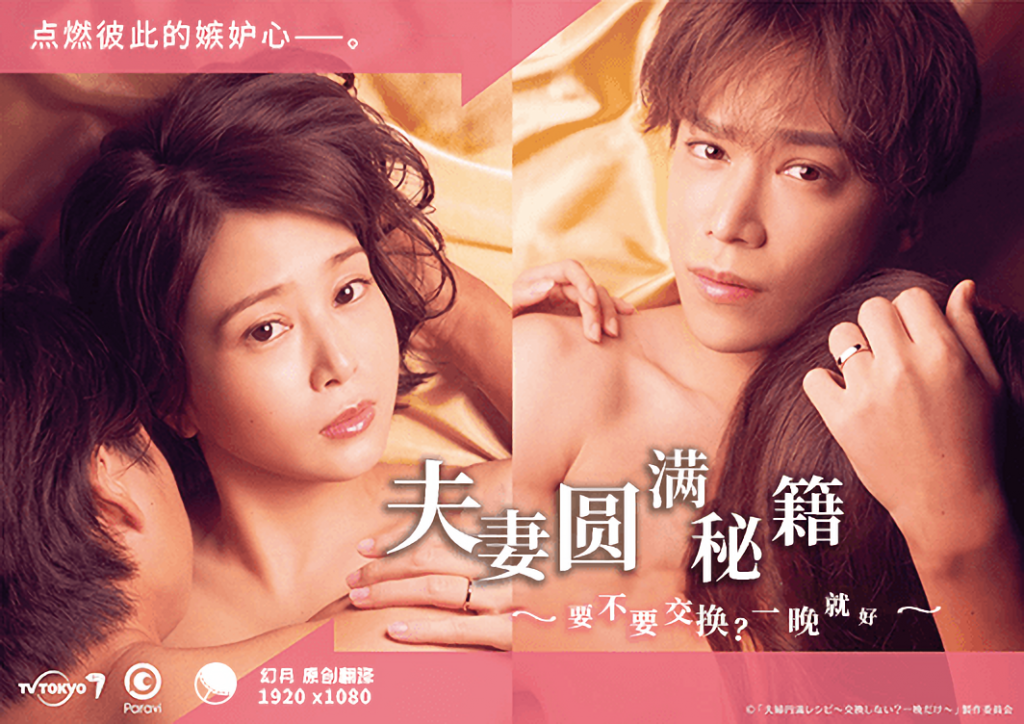 点燃彼此的嫉妒心——。
夫妻圆满秘籍
～要不要交换?一晚就好～
TV TOKYO 7
Paravi
幻月 原创翻译
1920 x1080
©「夫婦円満レシピ～交換しない?一晩だけ～」製作委員会